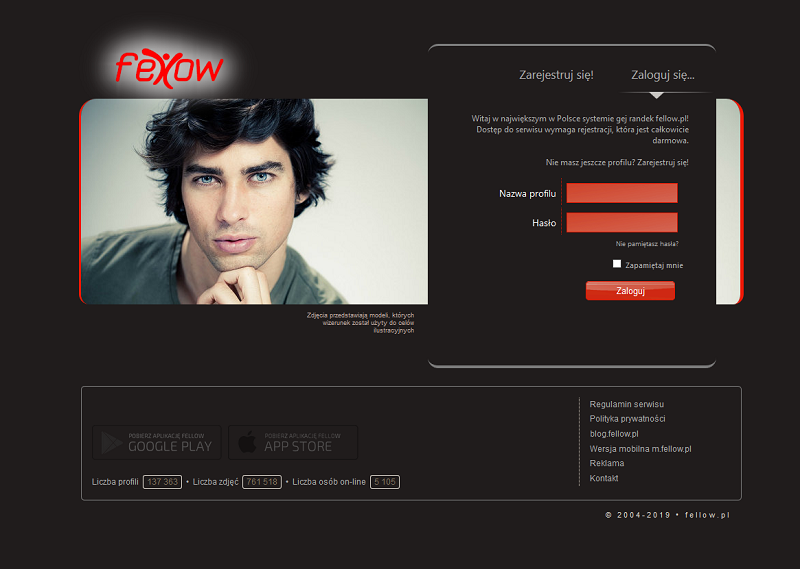 fellow
Zarejestruj się!
Zaloguj się...
Witaj w największym w Polsce systemie gej randek fellow.pl!
Dostęp do serwisu wymaga rejestracji, która jest całkowicie
darmowa.
Nie masz jeszcze profilu? Zarejestruj się!
Nazwa profilu
Hasło
Nie pamiętasz hasła?
Zapamiętaj mnie
Zaloguj
Zdjęcia przedstawiają modeli, których
wizerunek został użyty do celów
ilustracyjnych
POBIERZ APLIKACJĘ FELLOW
GOOGLE PLAY
POBIERZ APLIKACJĘ FELLOW
APP STORE
Liczba profili 137 363 • Liczba zdjęć 761 518 • Liczba osób on-line 5 105
Regulamin serwisu
Polityka prywatności
blog.fellow.pl
Wersja mobilna m.fellow.pl
Reklama
Kontakt
© 2004-2019 • fellow.pl